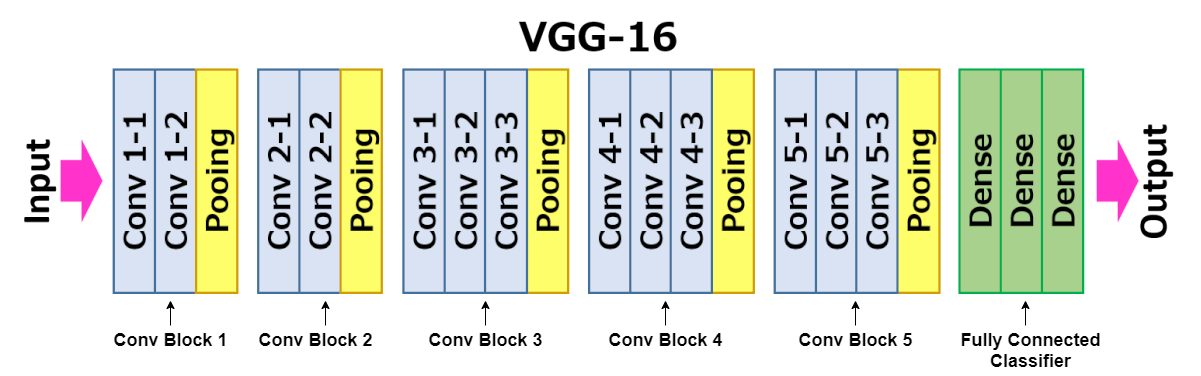 VGG-16
Input
Conv 1-1
Conv 1-2
Pooing
Conv 2-1
Conv 2-2
Pooing
Conv 3-1
Conv 3-2
Conv 3-3
Pooing
Conv 4-1
Conv 4-2
Conv 4-3
Pooing
Conv 5-1
Conv 5-2
Conv 5-3
Pooing
Dense
Dense
Dense
Output
Conv Block 1
Conv Block 2
Conv Block 3
Conv Block 4
Conv Block 5
Fully Connected
Classifier